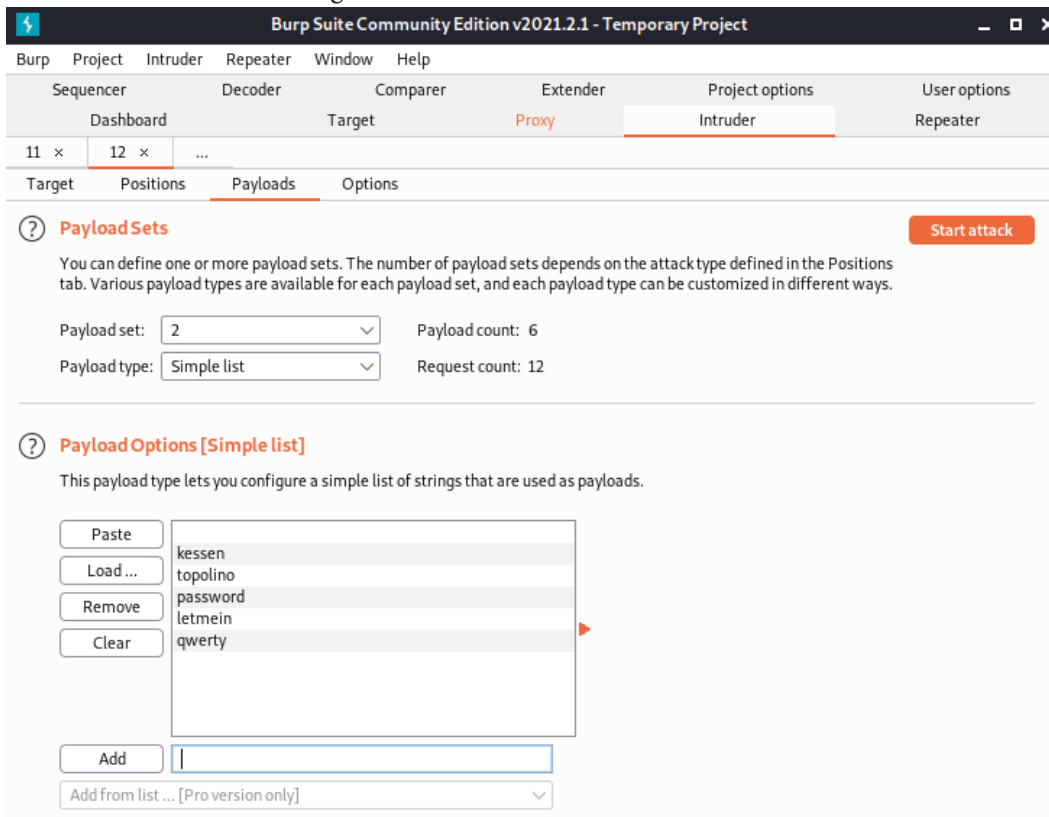 Burp Suite Community Edition v2021.2.1 - Temporary Project
Burp Project Intruder Repeater Window Help
Sequencer Decoder Comparer Extender Project options User options
Dashboard Target Proxy Intruder Repeater
11 × 12 × ...
Target Positions Payloads Options
? Payload Sets Start attack
You can define one or more payload sets. The number of payload sets depends on the attack type defined in the Positions
tab. Various payload types are available for each payload set, and each payload type can be customized in different ways.
Payload set: 2 Payload count: 6
Payload type: Simple list Request count: 12
? Payload Options [Simple list]
This payload type lets you configure a simple list of strings that are used as payloads.
Paste
kessen
Load ...
topolino
password
Remove
letmein
Clear
qwerty
Add
Add from list ... [Pro version only]